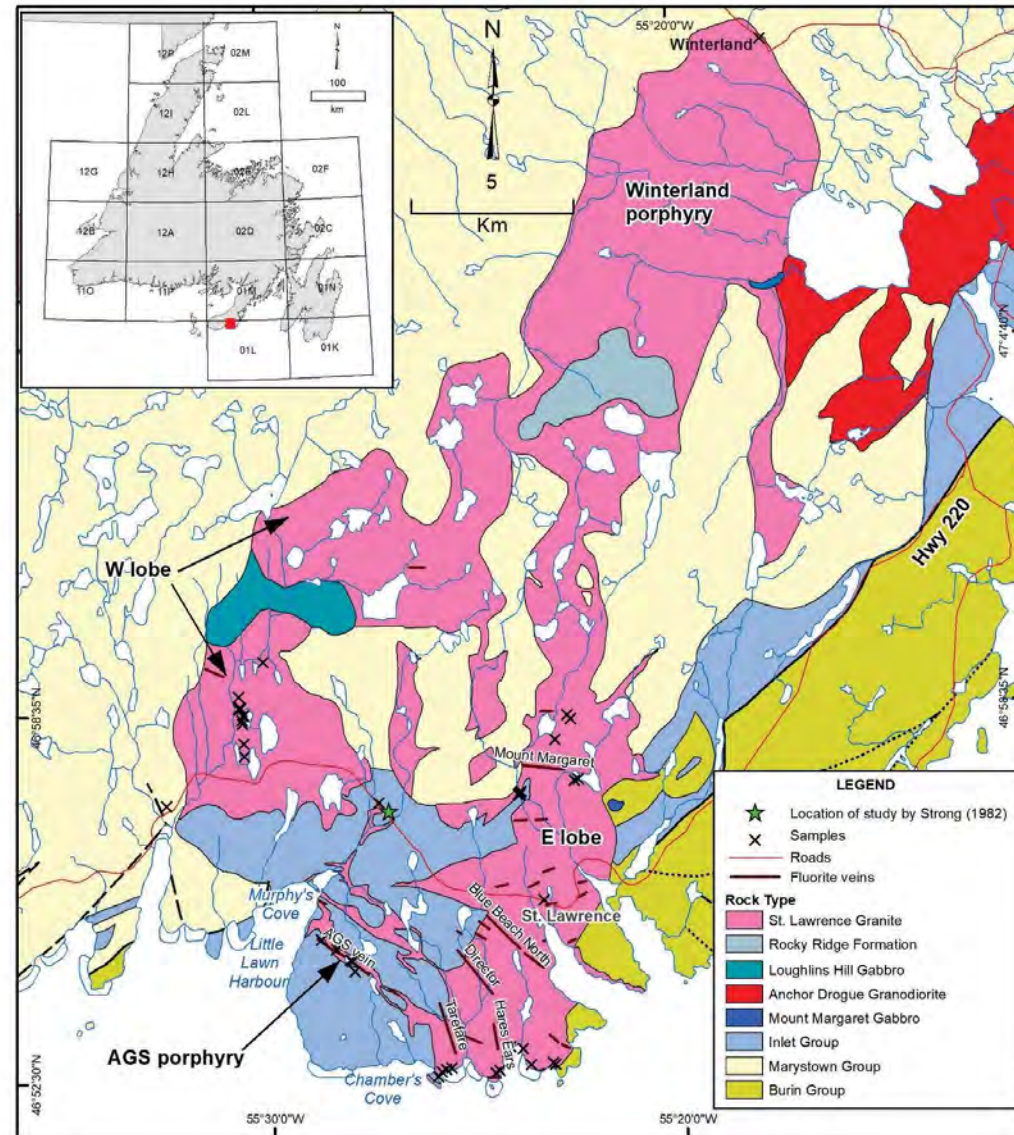 55°20'0"W
Winterland
N
5
Km
12P
02M
N
100
km
12I
02L
12G
12H
02E
02F
12B
12A
02D
02C
11O
11P
01M
01N
01L
01K
Winterland
porphyry
47°4'40"N
Hwy 220
W lobe
46°58'35"N
46°58'35"N
Mount Margaret
E lobe
St. Lawrence
Blue Beach North
Murphy's
Cove
AGS vein
Little
Lawn
Harbour
Director
Tarefare
Hares Ears
AGS porphyry
Chamber's
Cove
46°52'30"N
55°30'0"W
55°20'0"W
LEGEND
Location of study by Strong (1982)
Samples
Roads
Fluorite veins
Rock Type
St. Lawrence Granite
Rocky Ridge Formation
Loughlins Hill Gabbro
Anchor Drogue Granodiorite
Mount Margaret Gabbro
Inlet Group
Marystown Group
Burin Group